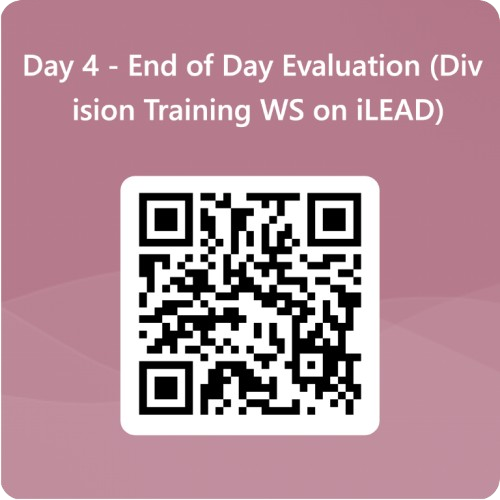 Day 4 - End of Day Evaluation (Div
ision Training WS on iLEAD)